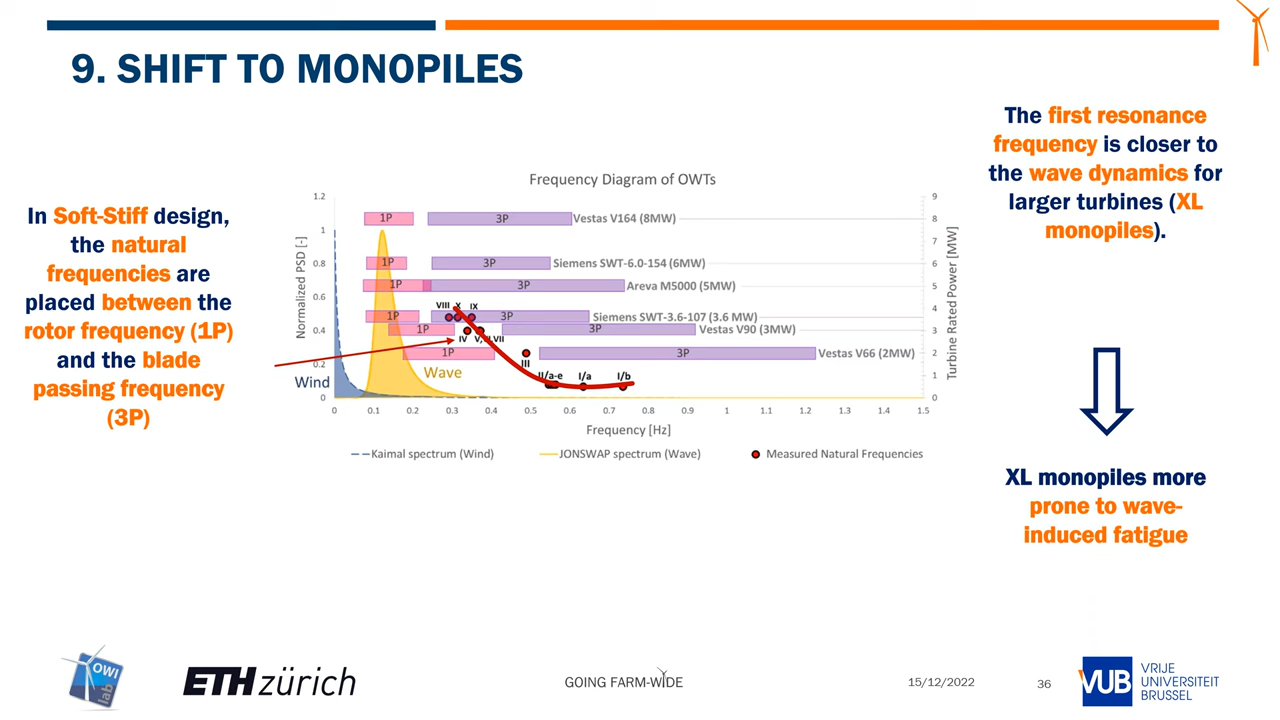 9. SHIFT TO MONOPILES
In Soft-Stiff design,
the natural
frequencies are
placed between the
rotor frequency (1P)
and the blade
passing frequency
(3P)
Frequency Diagram of OWTs
Normalized PSD [-]
1.2
1
0.8
0.6
0.4
0.2
0
9
8
7
6
5
4
3
2
1
0
Turbine Rated Power [MW]
1P 3P Vestas V164 (8MW)
1P 3P Siemens SWT-6.0-154 (6MW)
1P 3P Areva M5000 (5MW)
VIII X IX
1P 3P Siemens SWT-3.6-107 (3.6 MW)
1P 3P Vestas V90 (3MW)
IV V, VII
1P 3P Vestas V66 (2MW)
III
Wind Wave
II/a-e I/a I/b
0 0.1 0.2 0.3 0.4 0.5 0.6 0.7 0.8 0.9 1 1.1 1.2 1.3 1.4 1.5
Frequency [Hz]
Kaimal spectrum (Wind) JONSWAP spectrum (Wave) Measured Natural Frequencies
The first resonance
frequency is closer to
the wave dynamics for
larger turbines (XL
monopiles).
XL monopiles more
prone to wave-
induced fatigue
OWI
lab
ETH zürich
GOING FARM-WIDE
15/12/2022
36
VUB
VRIJE
UNIVERSITEIT
BRUSSEL